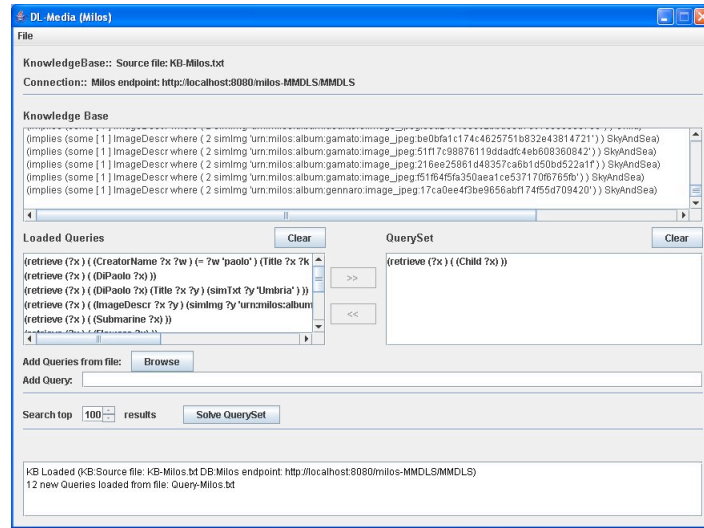 DL-Media (Milos)
File
KnowledgeBase:: Source file: KB-Milos.txt
Connection:: Milos endpoint: http://localhost:8080/milos-MMDLS/MMDLS
Knowledge Base
(implies (some [ 1 ] ImageDescr where ( 2 simImg 'urn:milos:album:gamato:image_jpeg:be0bfa1c174c4625751b832e43814721' ) ) SkyAndSea)
(implies (some [ 1 ] ImageDescr where ( 2 simImg 'urn:milos:album:gamato:image_jpeg:51f17c98876119ddadfc4eb608360842' ) ) SkyAndSea)
(implies (some [ 1 ] ImageDescr where ( 2 simImg 'urn:milos:album:gamato:image_jpeg:216ee25861d48357ca6b1d50bd522a1f' ) ) SkyAndSea)
(implies (some [ 1 ] ImageDescr where ( 2 simImg 'urn:milos:album:gamato:image_jpeg:f51f64f5fa350aea1ce537170f6765fb' ) ) SkyAndSea)
(implies (some [ 1 ] ImageDescr where ( 2 simImg 'urn:milos:album:gennaro:image_jpeg:17ca0ee4f3be9656abf174f55d709420' ) ) SkyAndSea)
Loaded Queries Clear QuerySet Clear
(retrieve (?x ) ( (CreatorName ?x ?w ) (= ?w 'paolo' ) (Title ?x ?k
(retrieve (?x ) ( (DiPaolo ?x) ))
(retrieve (?x ) ( (DiPaolo ?x) (Title ?x ?y ) (simTxt ?y 'Umbria' ) ))
(retrieve (?x ) ( (ImageDescr ?x ?y ) (simImg ?y 'urn:milos:album
(retrieve (?x ) ( (Submarine ?x) ))
(retrieve (?x ) ( (Flowers ?x) ))
>>
<<
(retrieve (?x ) ( (Child ?x) ))
Add Queries from file: Browse
Add Query:
Search top 100 results Solve QuerySet
KB Loaded (KB:Source file: KB-Milos.txt DB:Milos endpoint: http://localhost:8080/milos-MMDLS/MMDLS)
12 new Queries loaded from file: Query-Milos.txt